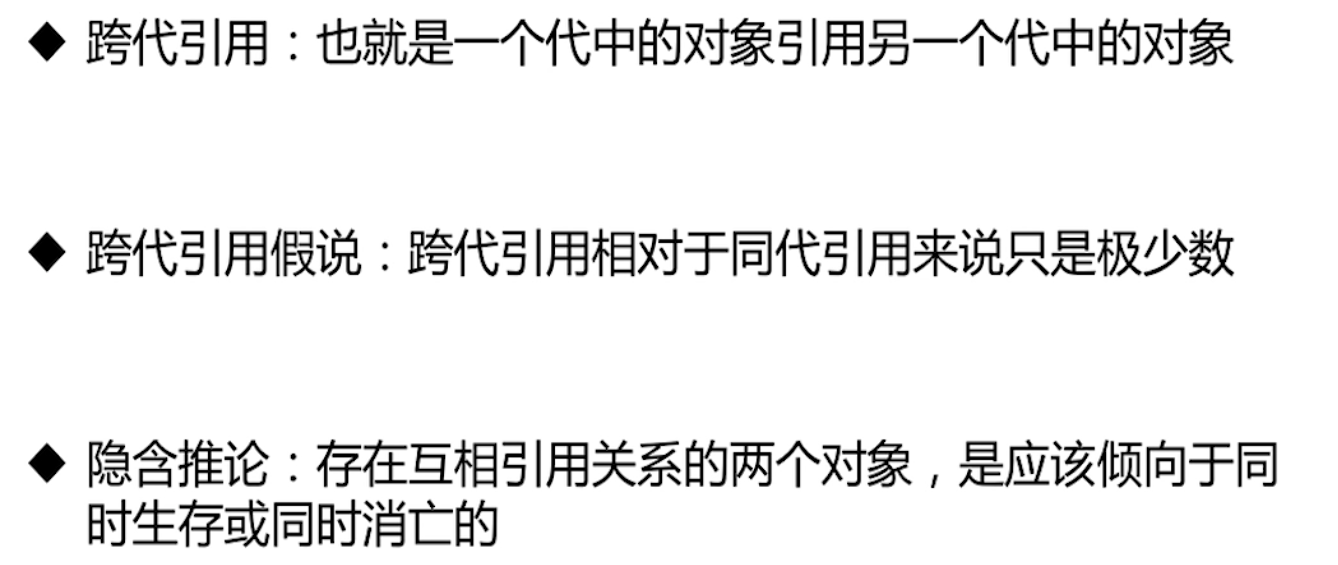 ◆ 跨代引用：也就是一个代中的对象引用另一个代中的对象
◆ 跨代引用假说：跨代引用相对于同代引用来说只是极少数
◆ 隐含推论：存在互相引用关系的两个对象，是应该倾向于同
时生存或同时消亡的